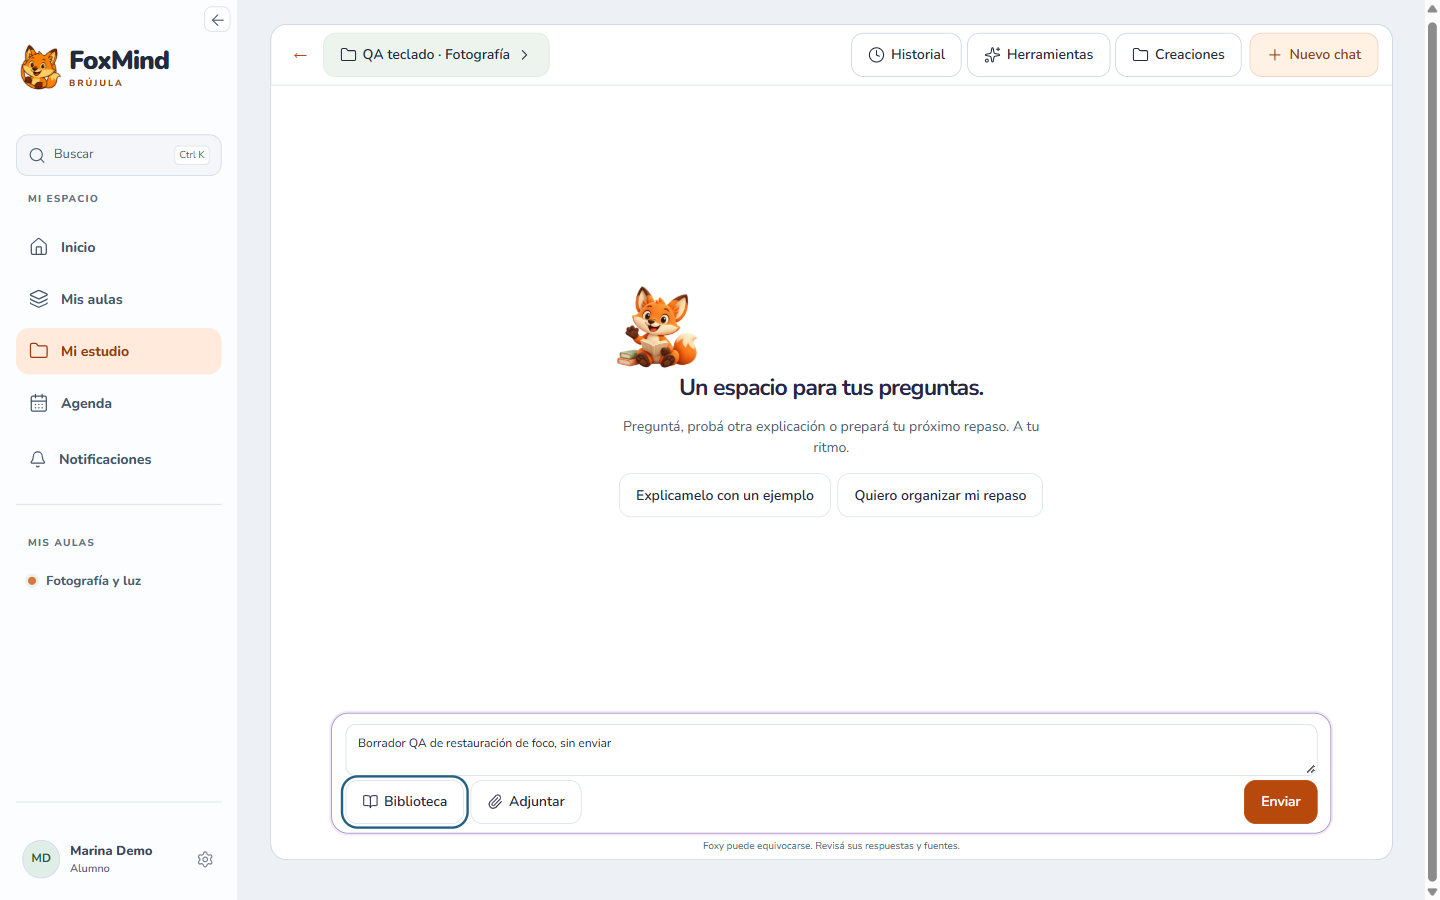 FoxMind
BRÚJULA
Buscar
Ctrl K
MI ESPACIO
Inicio
Mis aulas
Mi estudio
Agenda
Notificaciones
MIS AULAS
Fotografía y luz
MD
Marina Demo
Alumno
QA teclado · Fotografía
Historial
Herramientas
Creaciones
Nuevo chat
Un espacio para tus preguntas.
Preguntá, probá otra explicación o prepará tu próximo repaso. A tu
ritmo.
Explicamelo con un ejemplo
Quiero organizar mi repaso
Borrador QA de restauración de foco, sin enviar
Biblioteca
Adjuntar
Enviar
Foxy puede equivocarse. Revisá sus respuestas y fuentes.